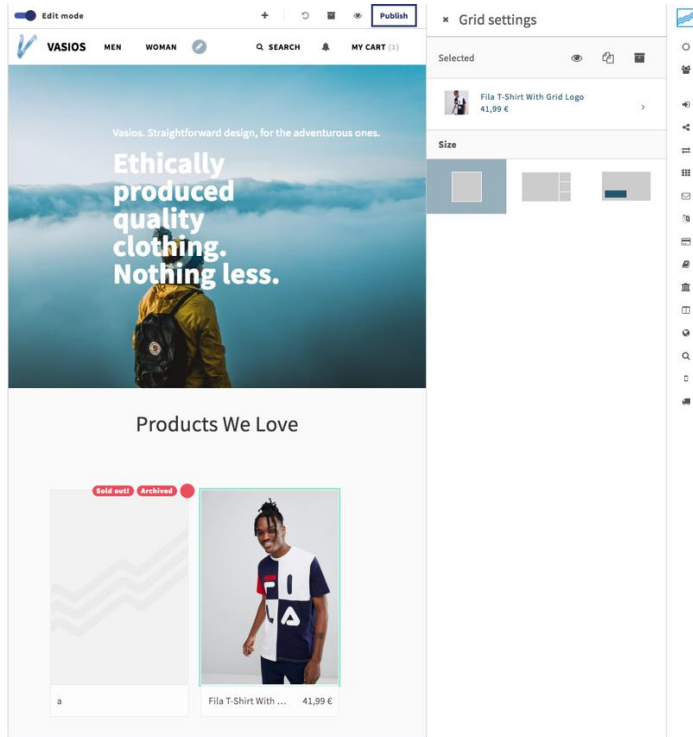 Edit mode
Publish
VASIOS MEN WOMAN SEARCH MY CART (1)
Vasios. Straightforward design, for the adventurous ones.
Ethically
produced
quality
clothing.
Nothing less.
Products We Love
Sold out! Archived
FILA
a
Fila T-Shirt With ... 41,99 €
Grid settings
Selected
Fila T-Shirt With Grid Logo
41,99 €
Size